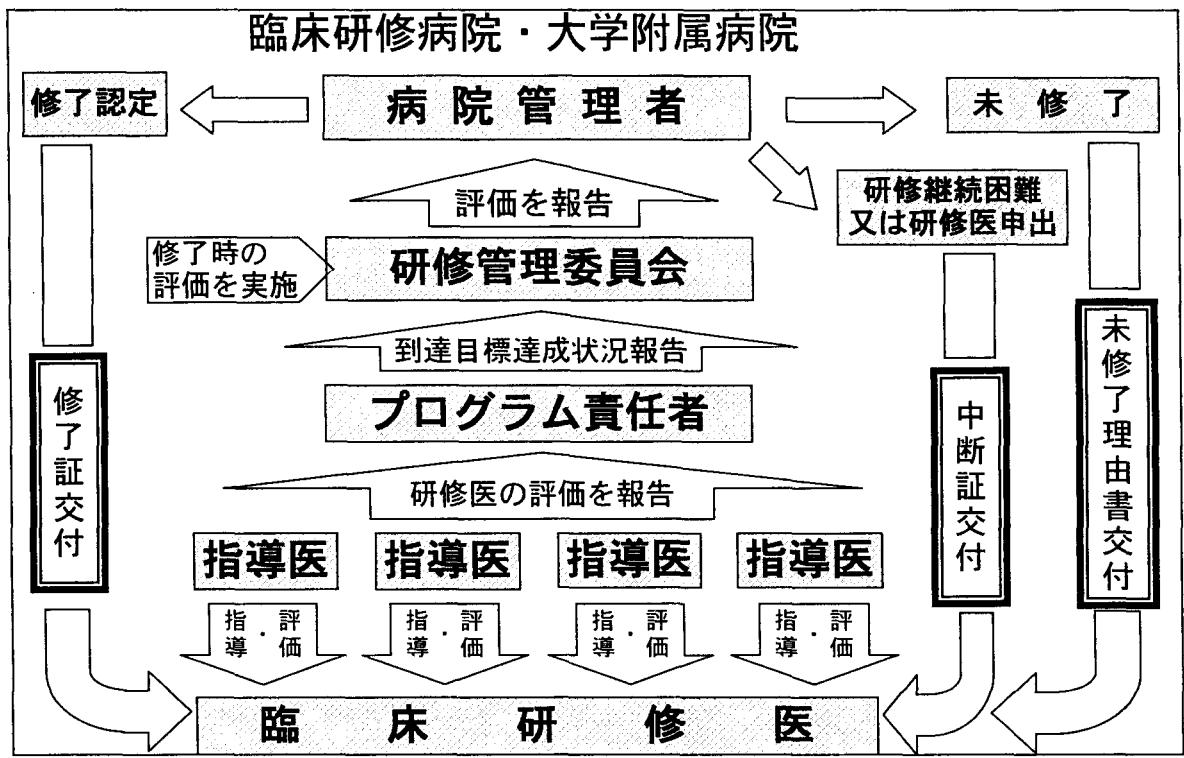 臨床研修病院・大学附属病院
修了認定
病院管理者
未修了
評価を報告
研修継続困難
又は研修医申出
修了時の
評価を実施
研修管理委員会
到達目標達成状況報告
プログラム責任者
研修医の評価を報告
修了証交付
中断証交付
未修了理由書交付
指導医
指導医
指導医
指導医
指導・評価
指導・評価
指導・評価
指導・評価
臨床研修医